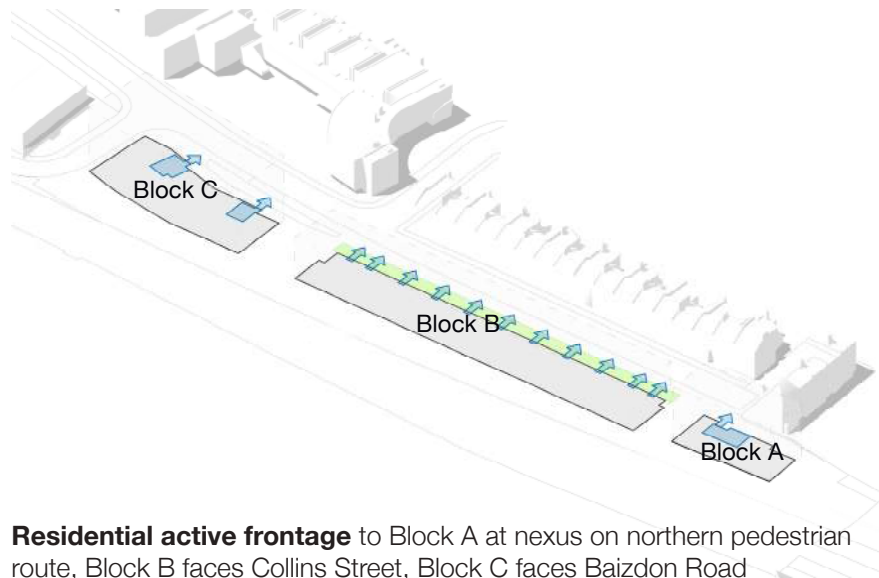 Block C
Block B
Block A
Residential active frontage to Block A at nexus on northern pedestrian
route, Block B faces Collins Street, Block C faces Baizdon Road